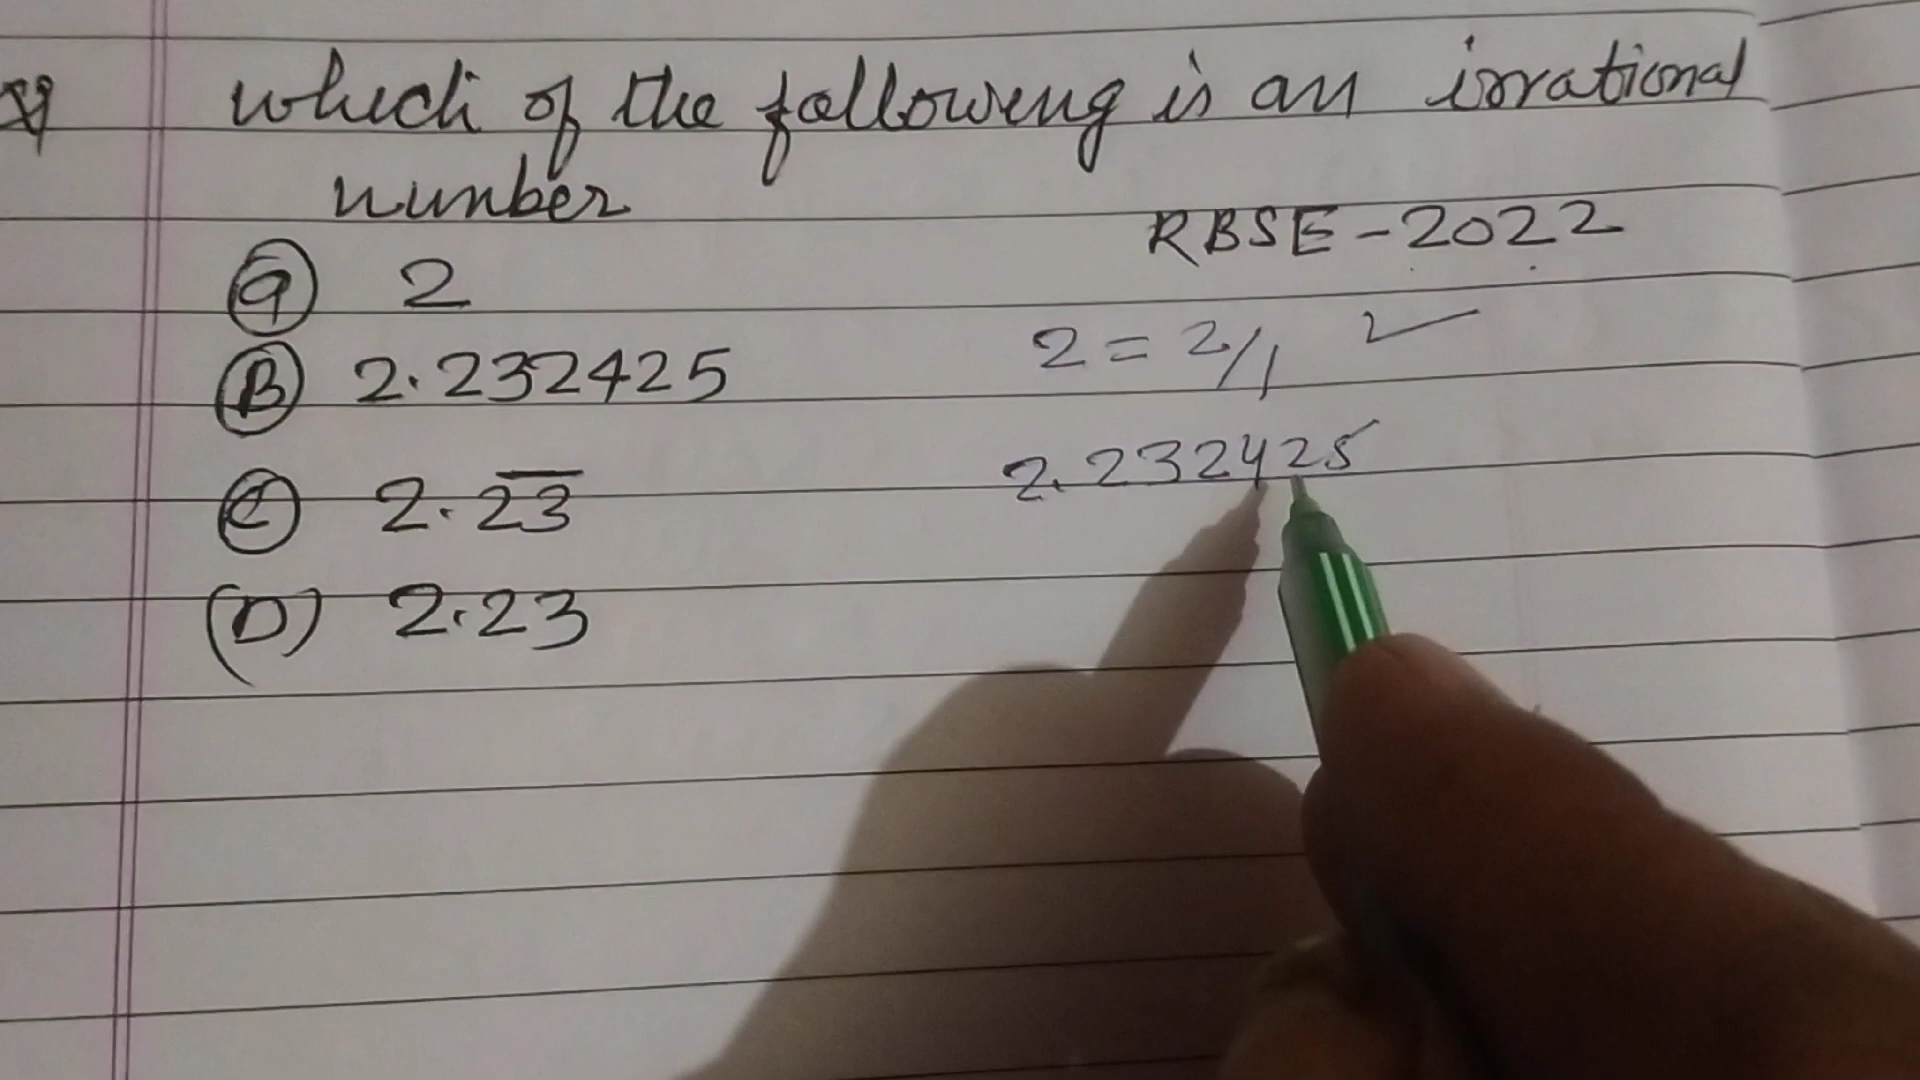 Q which of the following is an irrational
number
RBSE-2022
(a) 2
2 = 2/1 ✓
(B) 2.232425
2.232425
(C) 2.2̅3̅
(D) 2.23